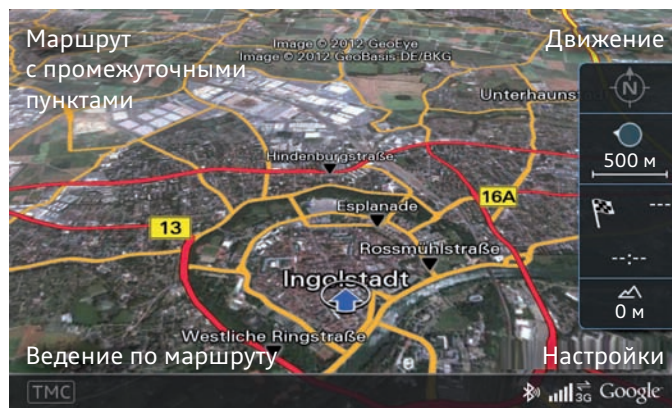 Маршрут
с промежуточными
пунктами
Движение
Image © 2012 GeoEye
Image © 2012 GeoBasis-DE/BKG
Unterhaunst
N
500 м
Hindenburgstraße
16A
Esplanade
13
Rossmühlstraße
---
--:--
Ingolstadt
0 м
Westliche Ringstraße
Ведение по маршруту
Настройки
TMC
3G Google